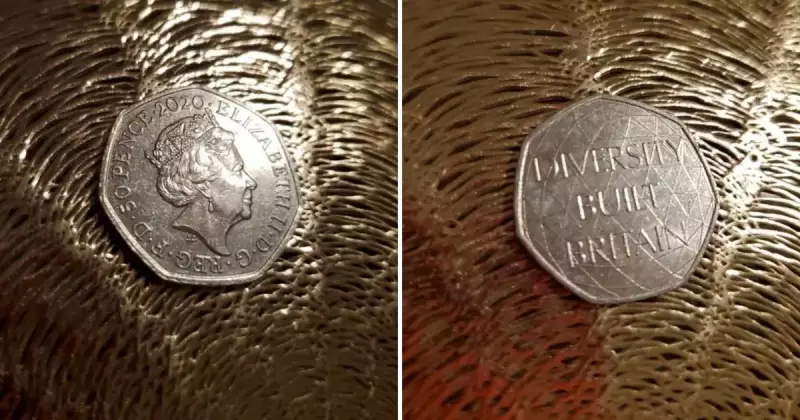 50 PENCE · 2020 · ELIZABETH II · D · G · REG · F · D ·
DIVERSITY
BUILT
BRITAIN